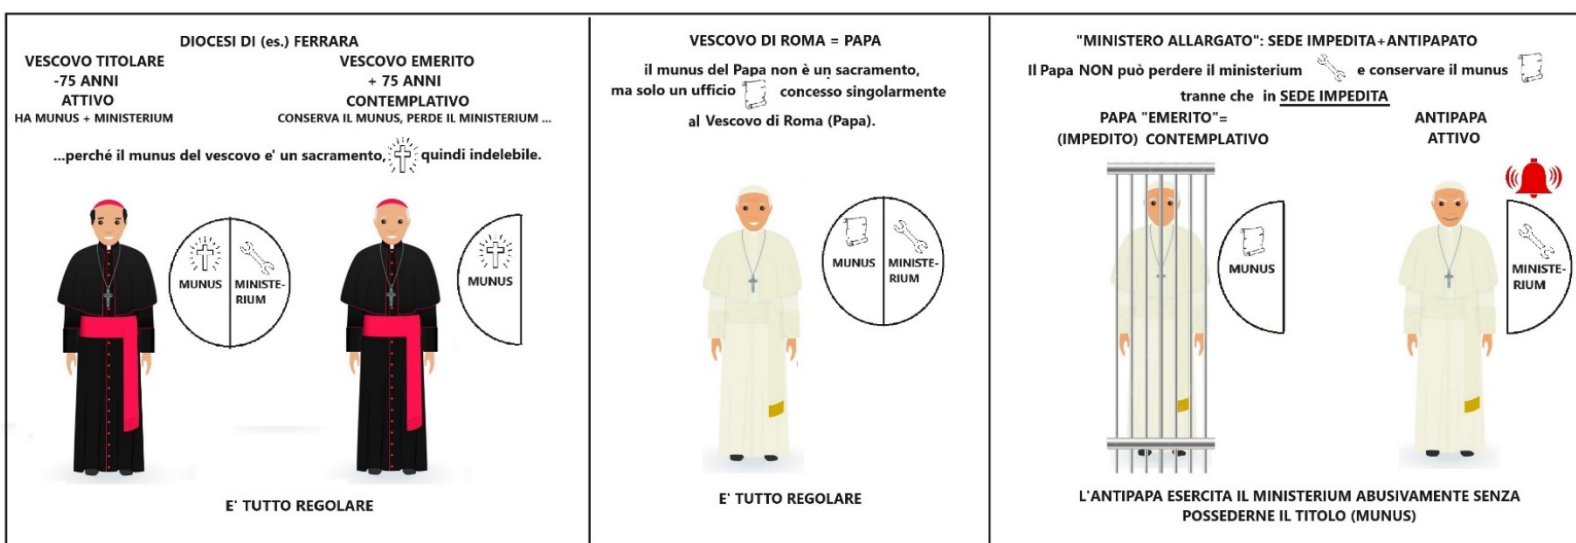 DIOCESI DI (es.) FERRARA
VESCOVO TITOLARE
-75 ANNI
ATTIVO
HA MUNUS + MINISTERIUM
VESCOVO EMERITO
+ 75 ANNI
CONTEMPLATIVO
CONSERVA IL MUNUS, PERDE IL MINISTERIUM ...
...perché il munus del vescovo e' un sacramento, quindi indelebile.
MUNUS
MINISTE-
RIUM
MUNUS
E' TUTTO REGOLARE
VESCOVO DI ROMA = PAPA
il munus del Papa non è un sacramento,
ma solo un ufficio concesso singolarmente
al Vescovo di Roma (Papa).
MUNUS
MINISTE-
RIUM
E' TUTTO REGOLARE
"MINISTERO ALLARGATO": SEDE IMPEDITA+ANTIPAPATO
Il Papa NON può perdere il ministerium e conservare il munus
tranne che in SEDE IMPEDITA
PAPA "EMERITO"=
(IMPEDITO) CONTEMPLATIVO
ANTIPAPA
ATTIVO
MUNUS
MINISTE-
RIUM
L'ANTIPAPA ESERCITA IL MINISTERIUM ABUSIVAMENTE SENZA
POSSEDERNE IL TITOLO (MUNUS)